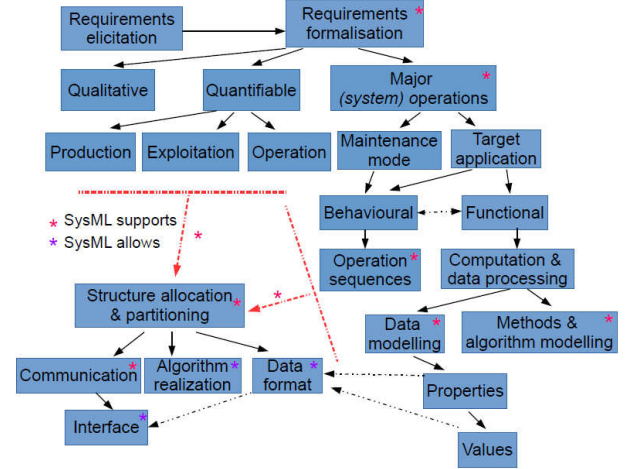 Requirements
elicitation
Requirements *
formalisation
Qualitative
Quantifiable
Major *
(system) operations
Production
Exploitation
Operation
Maintenance
mode
Target
application
* SysML supports
* SysML allows
*
Behavioural
Functional
Operation *
sequences
Computation &
data processing
*
Structure allocation
& partitioning *
Data *
modelling
Methods & *
algorithm modelling
Communication *
Algorithm *
realization
Data *
format
Properties
Interface *
Values